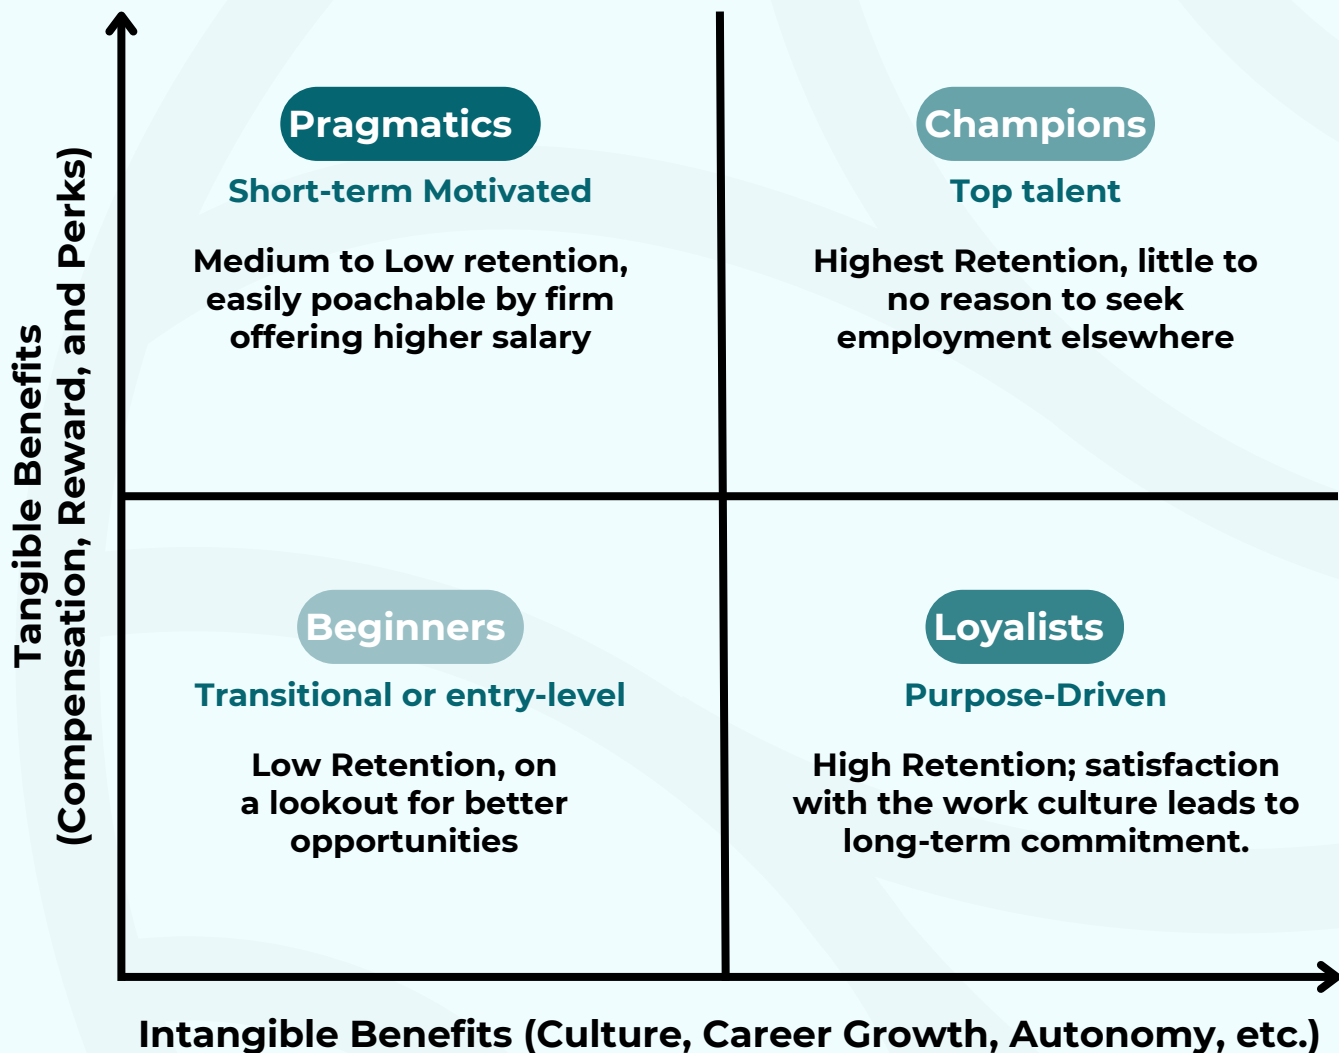 Pragmatics
Short-term Motivated
Medium to Low retention,
easily poachable by firm
offering higher salary
Champions
Top talent
Highest Retention, little to
no reason to seek
employment elsewhere
Tangible Benefits
(Compensation, Reward, and Perks)
Beginners
Transitional or entry-level
Low Retention, on
a lookout for better
opportunities
Loyalists
Purpose-Driven
High Retention; satisfaction
with the work culture leads to
long-term commitment.
Intangible Benefits (Culture, Career Growth, Autonomy, etc.)